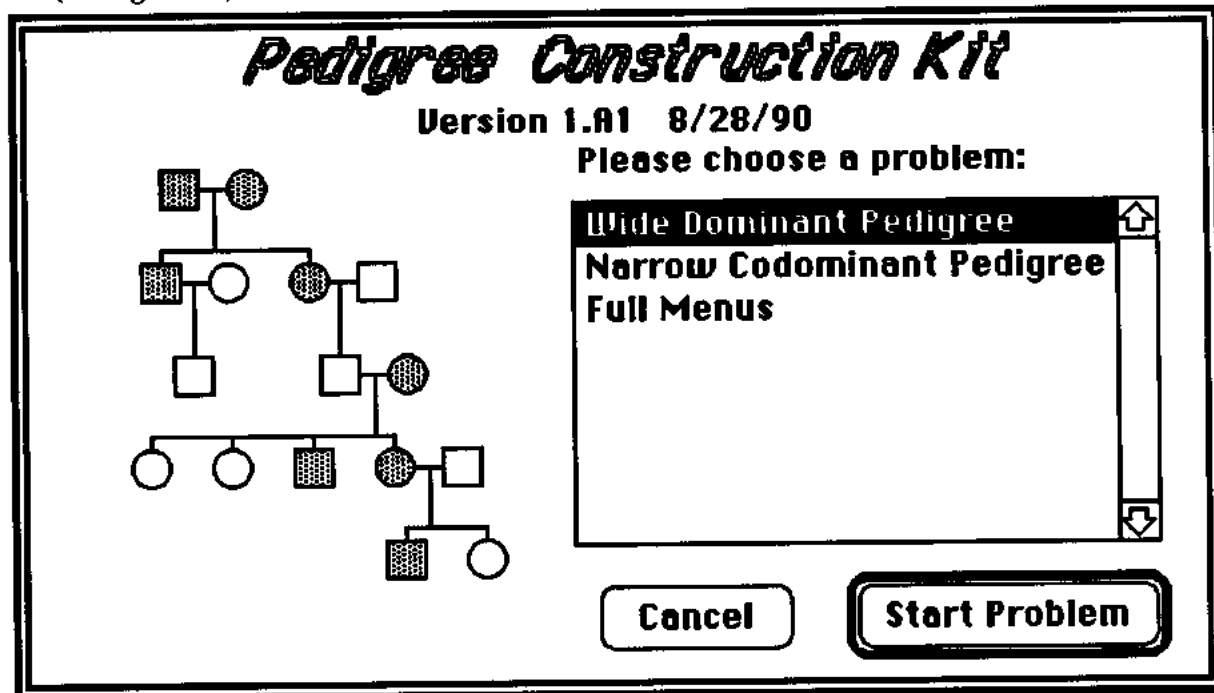 Pedigree Construction Kit
Version 1.A1 8/28/90
Please choose a problem:
Wide Dominant Pedigree
Narrow Codominant Pedigree
Full Menus
Cancel
Start Problem